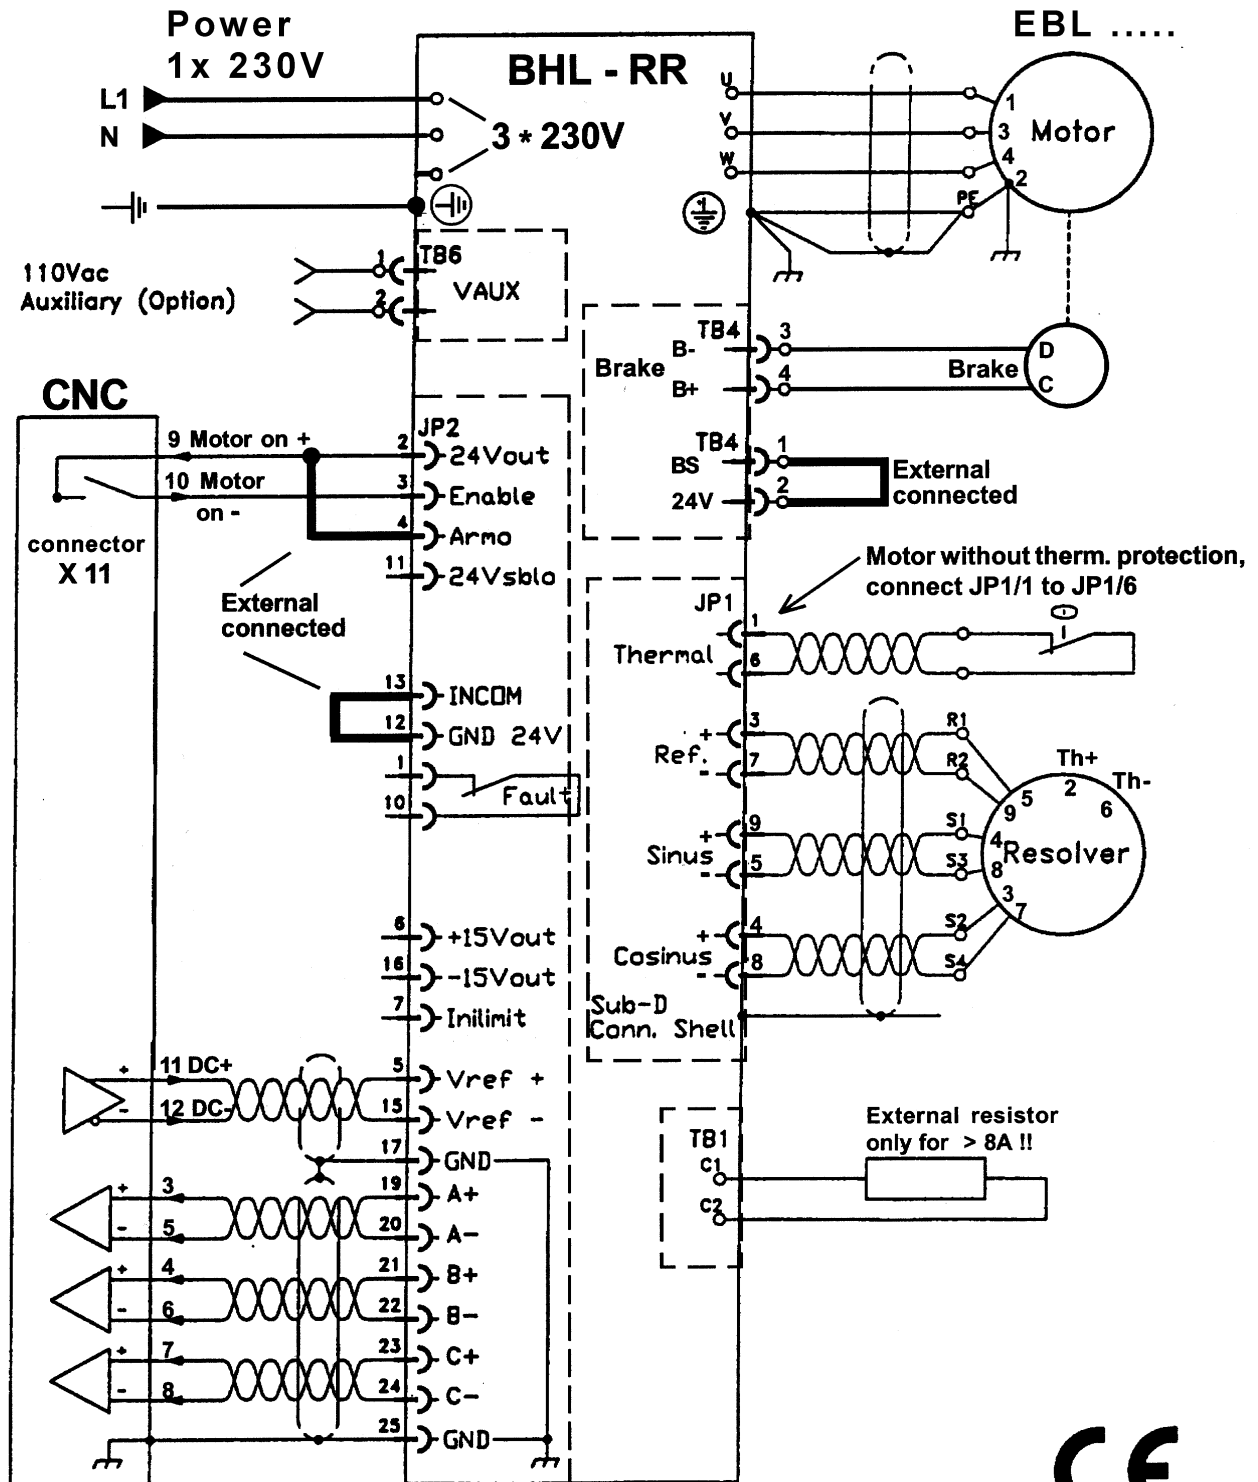 Power
1x 230V
EBL .....
BHL - RR
L1
N
3 * 230V
U
V
W
PE
1
3
4
2
Motor
110Vac
Auxiliary (Option)
1
2
TB6
VAUX
Brake
TB4
B-
B+
3
4
Brake
D
C
TB4
BS
24V
1
2
External
connected
CNC
9 Motor on +
10 Motor
on -
connector
X 11
JP2
2
24Vout
3
Enable
4
Armo
11
24Vsblo
External
connected
13
INCOM
12
GND 24V
1
10
Fault
6
+15Vout
16
-15Vout
7
Inilimit
Motor without therm. protection,
connect JP1/1 to JP1/6
JP1
Thermal
1
6
Ref.
+
-
3
7
R1
R2
Sinus
+
-
9
5
S1
S3
Cosinus
+
-
4
8
S2
S4
Th+
Th-
2
6
5
9
4
8
3
7
Resolver
Sub-D
Conn. Shell
+
-
11 DC+
12 DC-
5
Vref +
15
Vref -
17
GND
+
-
3
5
19
A+
20
A-
+
-
4
6
21
B+
22
B-
+
-
7
8
23
C+
24
C-
25
GND
TB1
C1
C2
External resistor
only for > 8A !!
CE